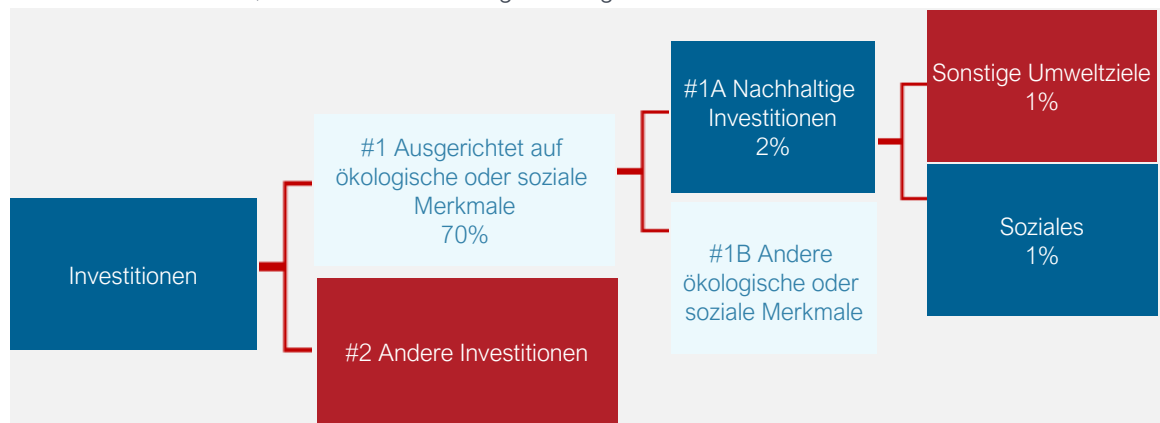 Investitionen
#1 Ausgerichtet auf
ökologische oder soziale
Merkmale
70%
#2 Andere Investitionen
#1A Nachhaltige
Investitionen
2%
#1B Andere
ökologische oder
soziale Merkmale
Sonstige Umweltziele
1%
Soziales
1%